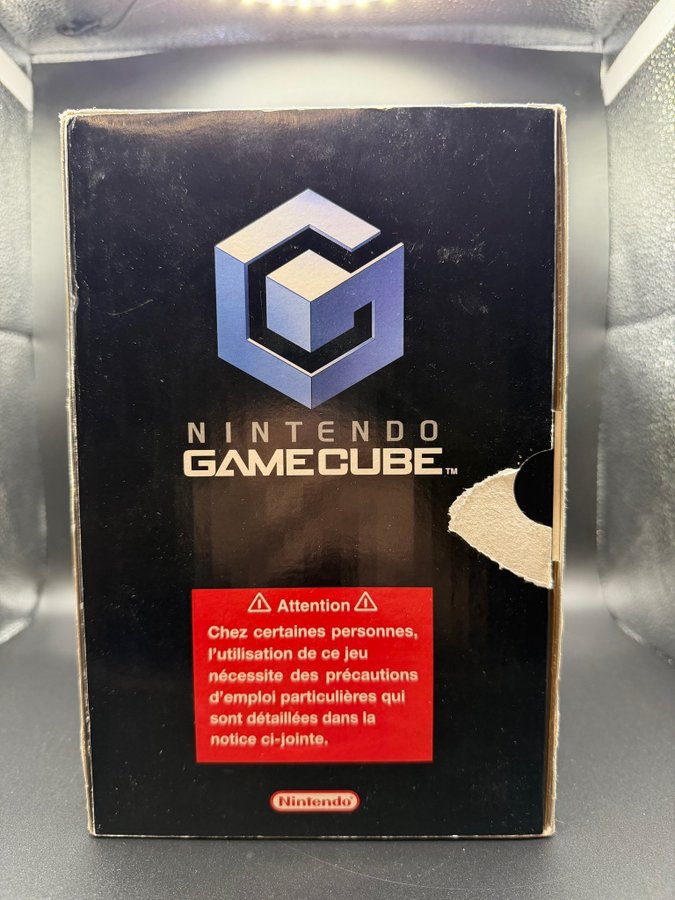 NINTENDO
GAMECUBE™
Attention
Chez certaines personnes,
l'utilisation de ce jeu
nécessite des précautions
d'emploi particulières qui
sont détaillées dans la
notice ci-jointe.
Nintendo